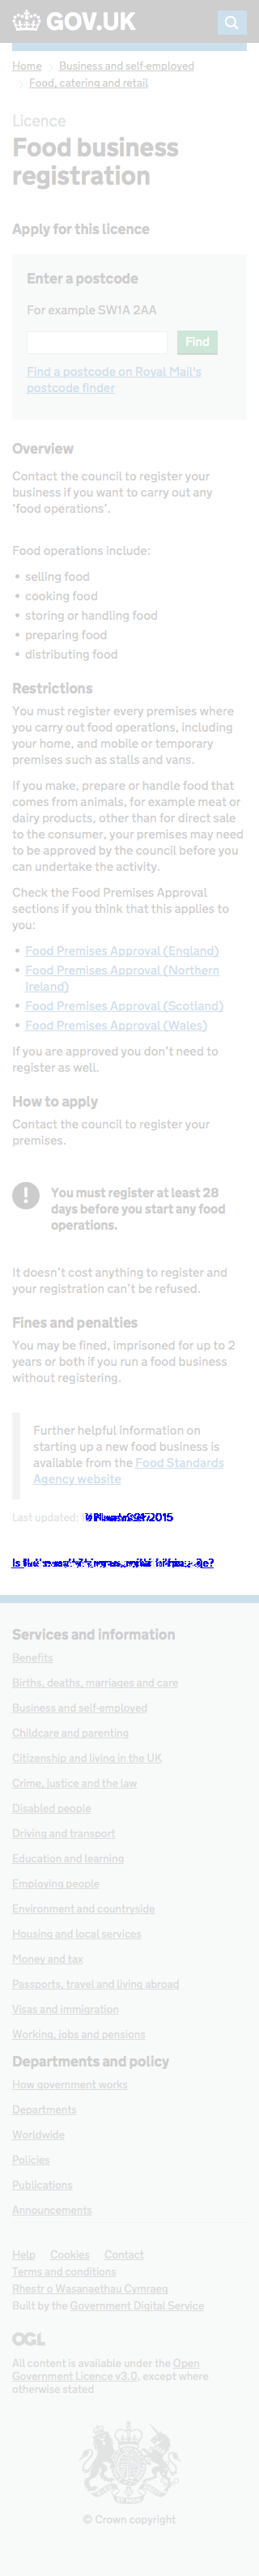 GOV.UK
Home
Business and self-employed
Food, catering and retail
Licence
Food business
registration
Apply for this licence
Enter a postcode
For example SW1A 2AA
Find
Find a postcode on Royal Mail's
postcode finder
Overview
Contact the council to register your
business if you want to carry out any
‘food operations’.
Food operations include:
• selling food
• cooking food
• storing or handling food
• preparing food
• distributing food
Restrictions
You must register every premises where
you carry out food operations, including
your home, and mobile or temporary
premises such as stalls and vans.
If you make, prepare or handle food that
comes from animals, for example meat or
dairy products, other than for direct sale
to the consumer, your premises may need
to be approved by the council before you
can undertake the activity.
Check the Food Premises Approval
sections if you think that this applies to
you:
• Food Premises Approval (England)
• Food Premises Approval (Northern
Ireland)
• Food Premises Approval (Scotland)
• Food Premises Approval (Wales)
If you are approved you don’t need to
register as well.
How to apply
Contact the council to register your
premises.
! You must register at least 28
days before you start any food
operations.
It doesn’t cost anything to register and
your registration can’t be refused.
Fines and penalties
You may be fined, imprisoned for up to 2
years or both if you run a food business
without registering.
Further helpful information on
starting up a new food business is
available from the Food Standards
Agency website
Last updated: 2015
Is
Services and information
Benefits
Births, deaths, marriages and care
Business and self-employed
Childcare and parenting
Citizenship and living in the UK
Crime, justice and the law
Disabled people
Driving and transport
Education and learning
Employing people
Environment and countryside
Housing and local services
Money and tax
Passports, travel and living abroad
Visas and immigration
Working, jobs and pensions
Departments and policy
How government works
Departments
Worldwide
Policies
Publications
Announcements
Help Cookies Contact
Terms and conditions
Rhestr o Wasanaethau Cymraeg
Built by the Government Digital Service
OGL
All content is available under the Open
Government Licence v3.0, except where
otherwise stated
© Crown copyright